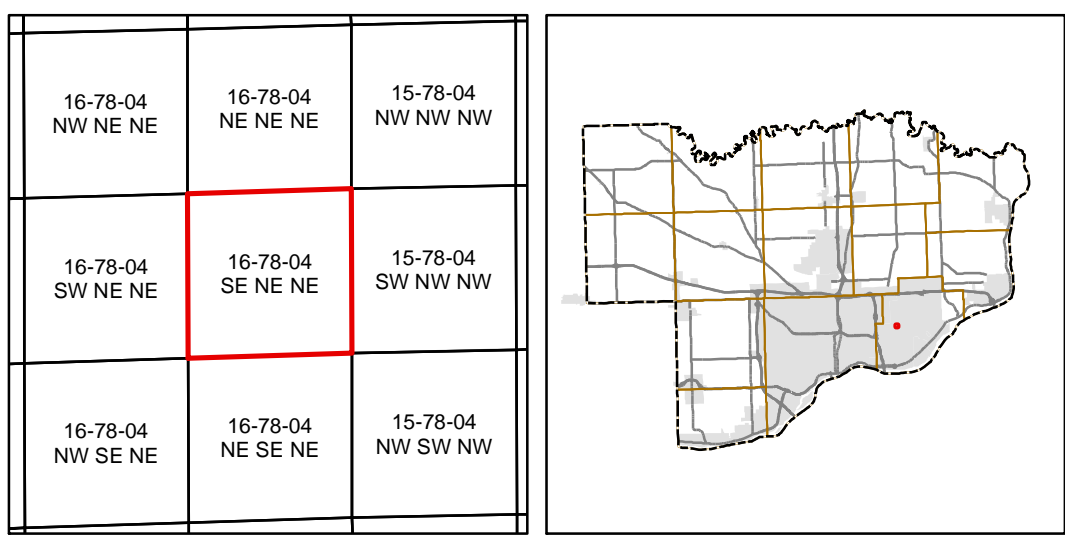 16-78-04
NW NE NE
16-78-04
NE NE NE
15-78-04
NW NW NW
16-78-04
SW NE NE
16-78-04
SE NE NE
15-78-04
SW NW NW
16-78-04
NW SE NE
16-78-04
NE SE NE
15-78-04
NW SW NW